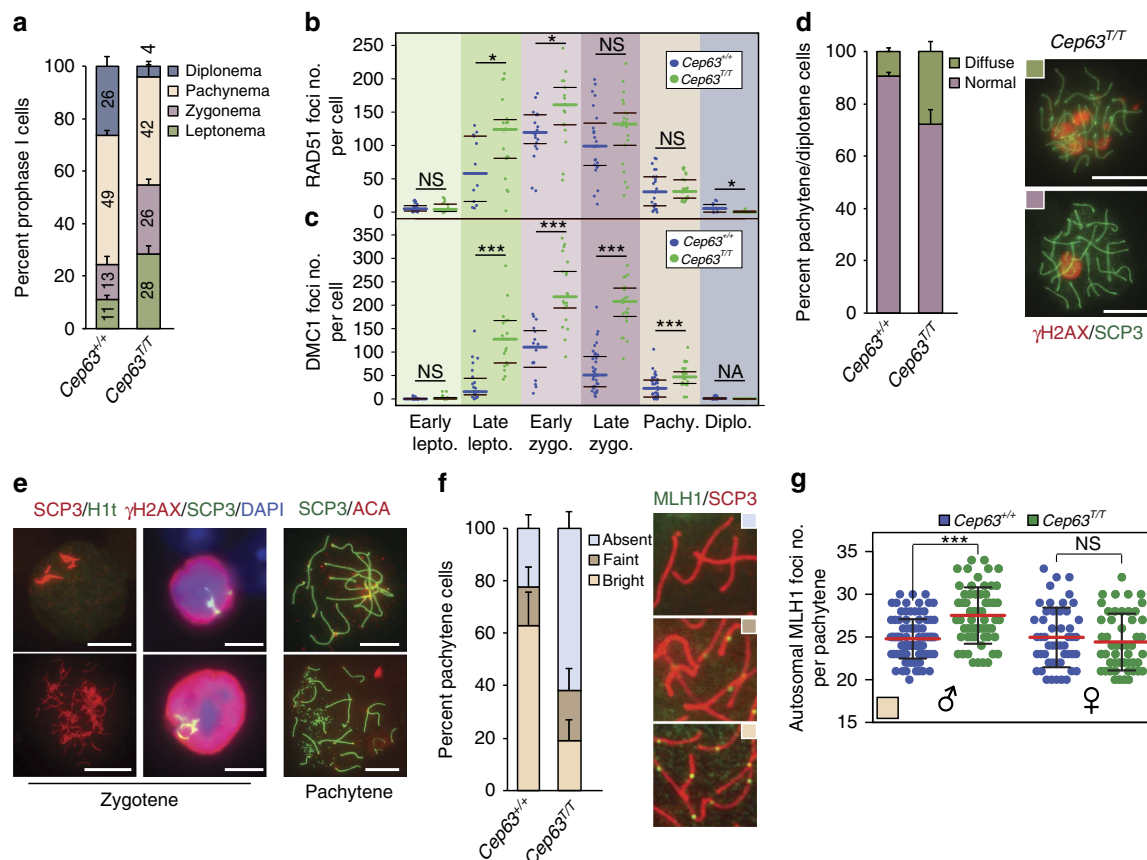 a
Percent prophase I cells
100
80
60
40
20
0
26
49
13
11
4
42
26
28
Diplonema
Pachynema
Zygonema
Leptonema
Cep63+/+
Cep63T/T
b
RAD51 foci no.
per cell
250
200
150
100
50
0
NS
*
*
NS
NS
*
Cep63+/+
Cep63T/T
c
DMC1 foci no.
per cell
350
300
250
200
150
100
50
0
NS
***
***
***
***
NA
Cep63+/+
Cep63T/T
Early
lepto.
Late
lepto.
Early
zygo.
Late
zygo.
Pachy.
Diplo.
d
Percent pachytene/diplotene cells
100
80
60
40
20
0
Diffuse
Normal
Cep63+/+
Cep63T/T
Cep63T/T
γH2AX/SCP3
e
SCP3/H1t
γH2AX/SCP3/DAPI
SCP3/ACA
Zygotene
Pachytene
f
Percent pachytene cells
100
80
60
40
20
0
Absent
Faint
Bright
Cep63+/+
Cep63T/T
MLH1/SCP3
g
Cep63+/+
Cep63T/T
Autosomal MLH1 foci no.
per pachytene
35
30
25
20
15
***
NS
♂
♀